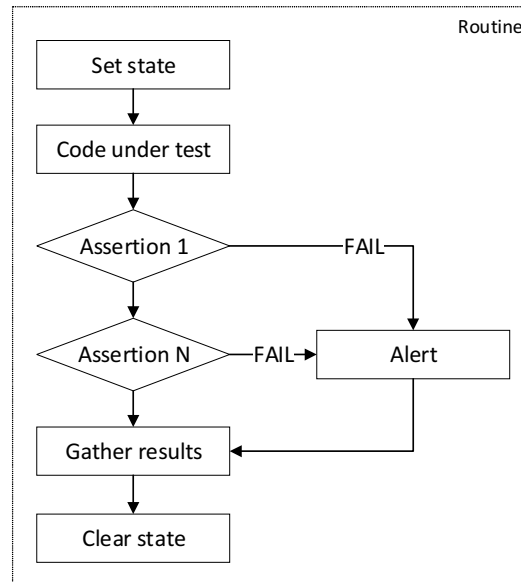 Routine
Set state
Code under test
Assertion 1
FAIL
Assertion N
FAIL
Alert
Gather results
Clear state